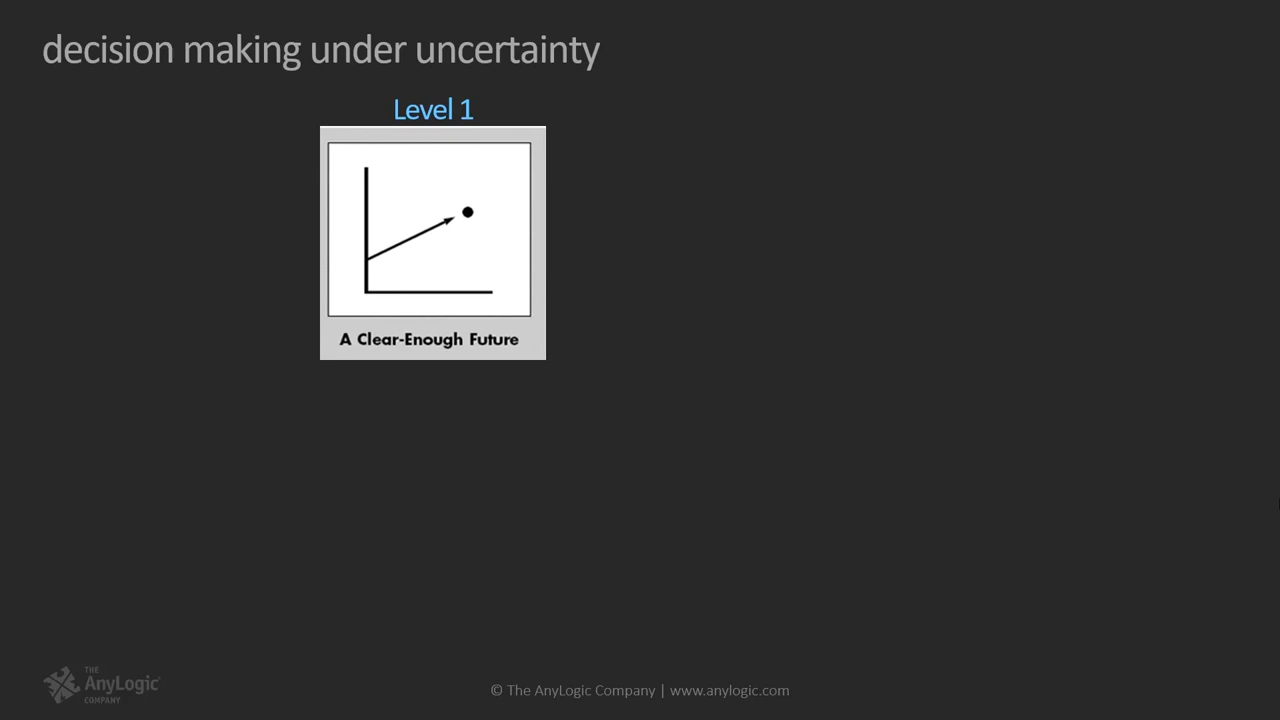 decision making under uncertainty
Level 1
A Clear-Enough Future
THE
AnyLogic
COMPANY
© The AnyLogic Company | www.anylogic.com